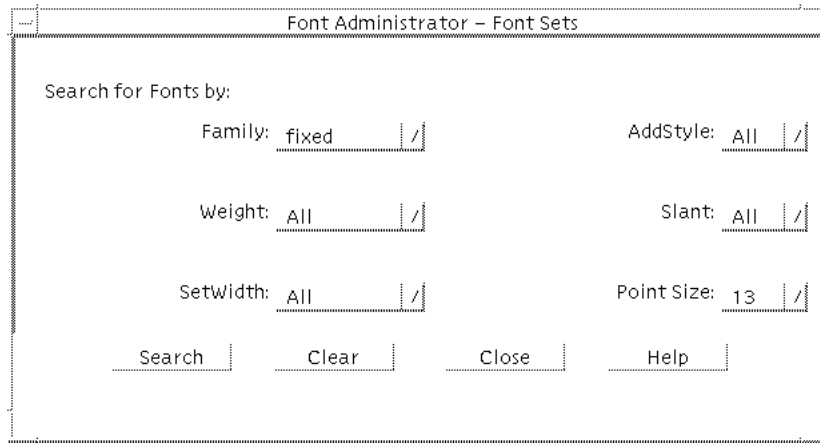 Font Administrator – Font Sets
Search for Fonts by:
Family: fixed AddStyle: All
Weight: All Slant: All
SetWidth: All Point Size: 13
Search Clear Close Help